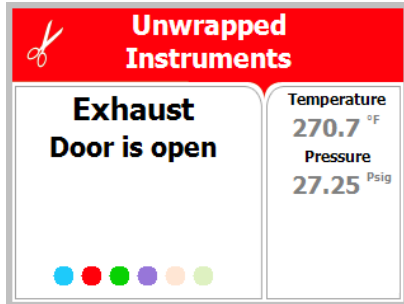 Unwrapped
Instruments
Exhaust
Door is open
Temperature
270.7 °F
Pressure
27.25 Psig